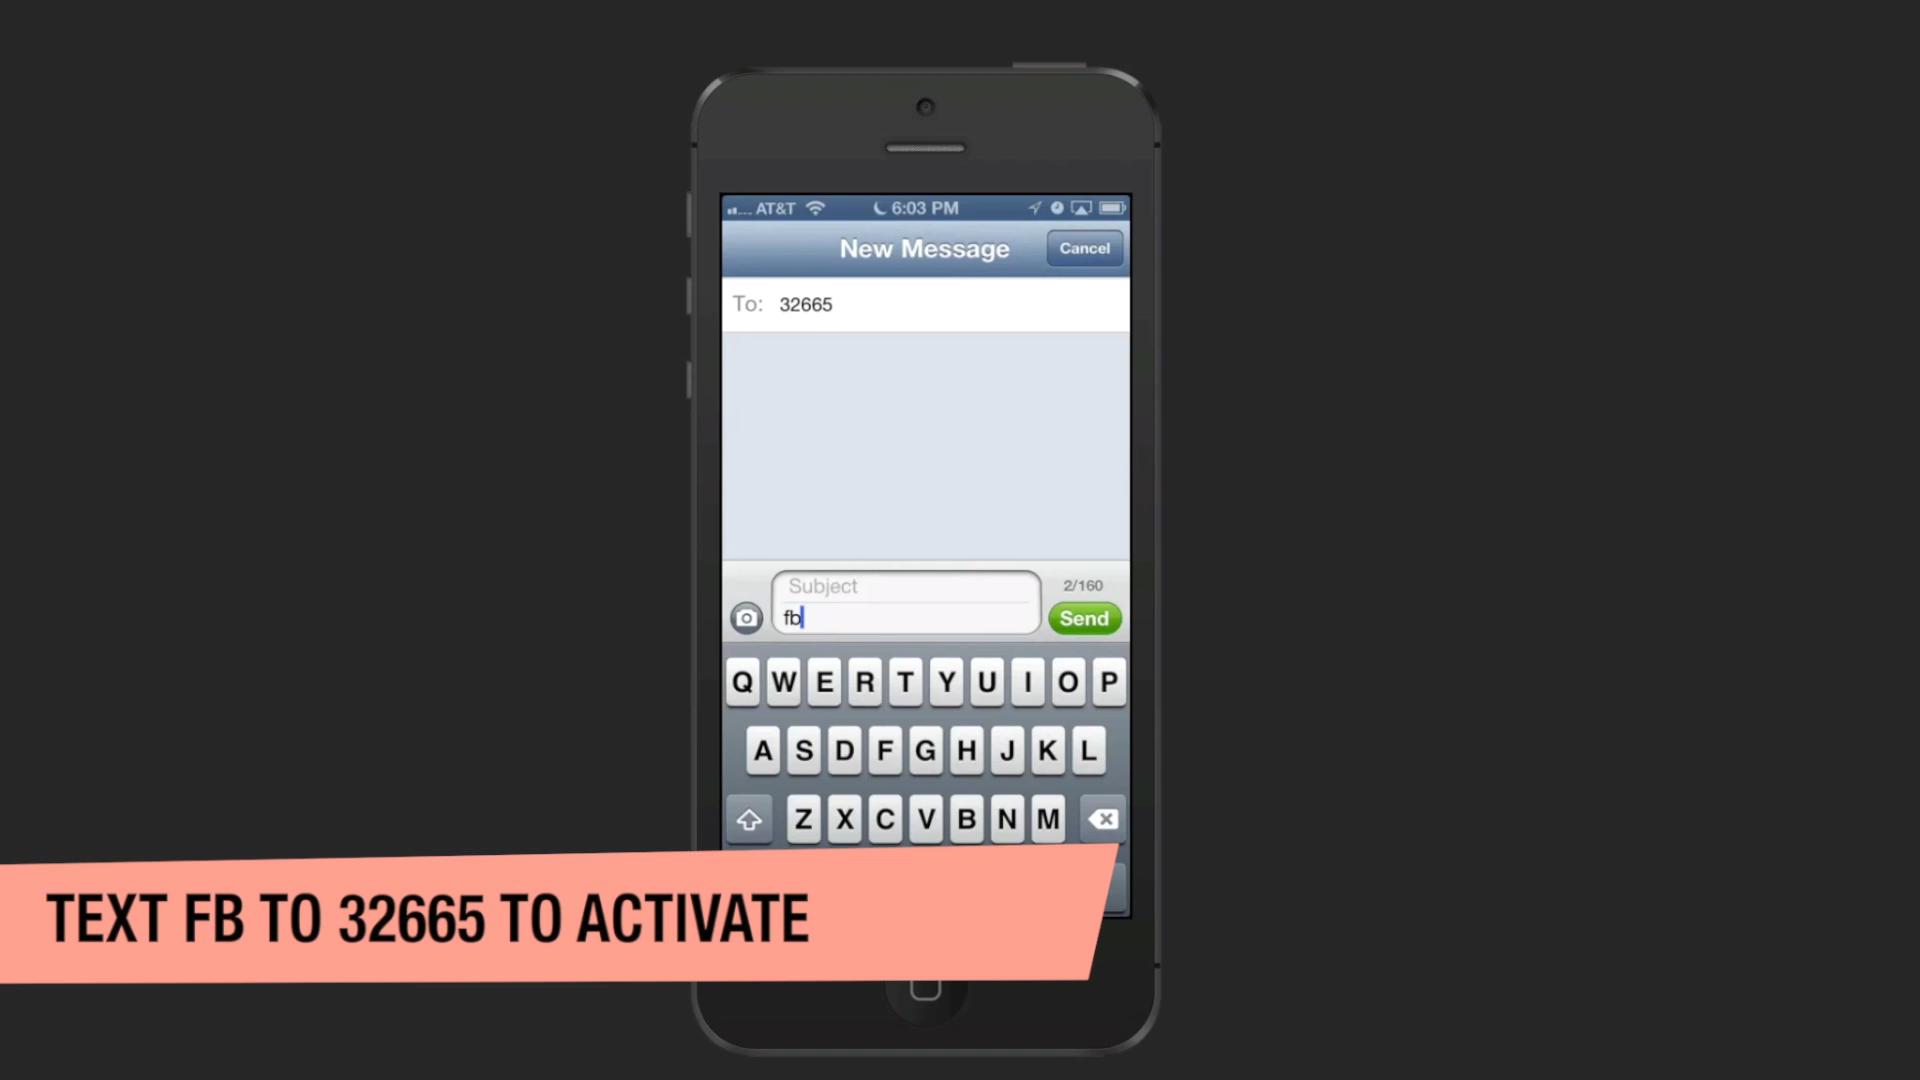 AT&T 6:03 PM
New Message
Cancel
To: 32665
Subject
2/160
fb
Send
Q W E R T Y U I O P
A S D F G H J K L
Z X C V B N M
TEXT FB TO 32665 TO ACTIVATE